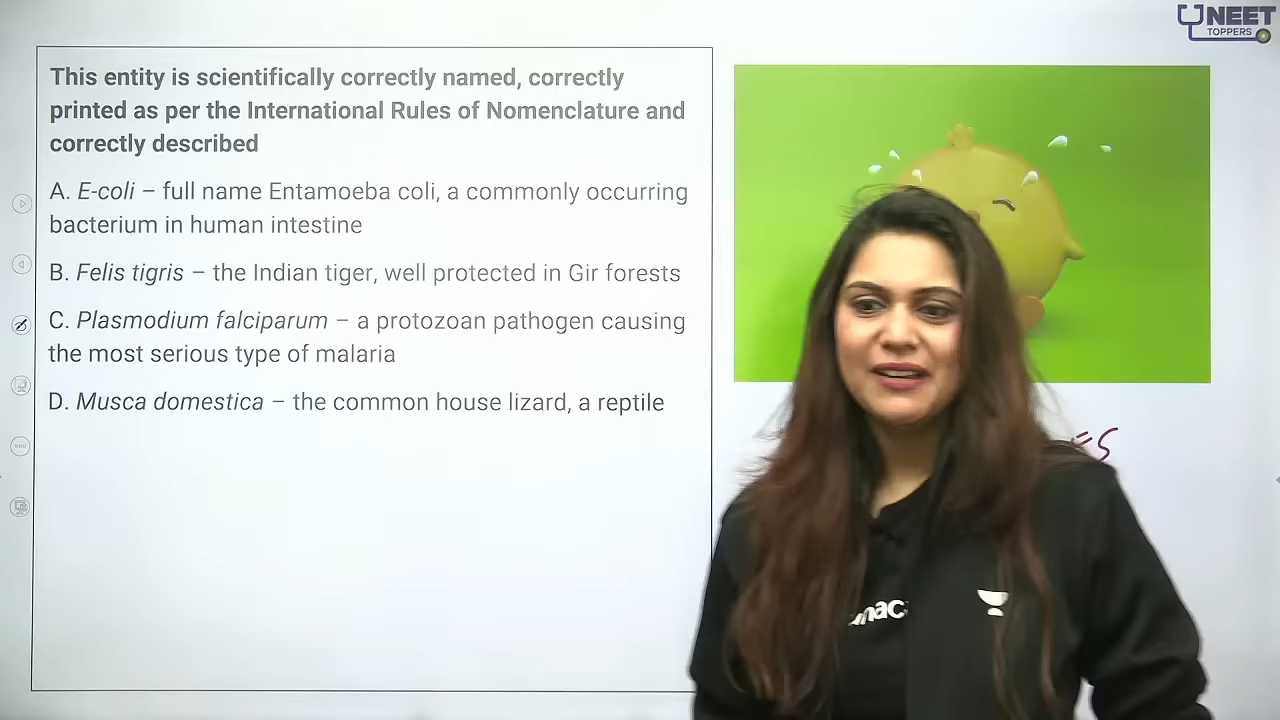 NEET
TOPPERS
This entity is scientifically correctly named, correctly
printed as per the International Rules of Nomenclature and
correctly described
A. E-coli – full name Entamoeba coli, a commonly occurring
bacterium in human intestine
B. Felis tigris – the Indian tiger, well protected in Gir forests
C. Plasmodium falciparum – a protozoan pathogen causing
the most serious type of malaria
D. Musca domestica – the common house lizard, a reptile